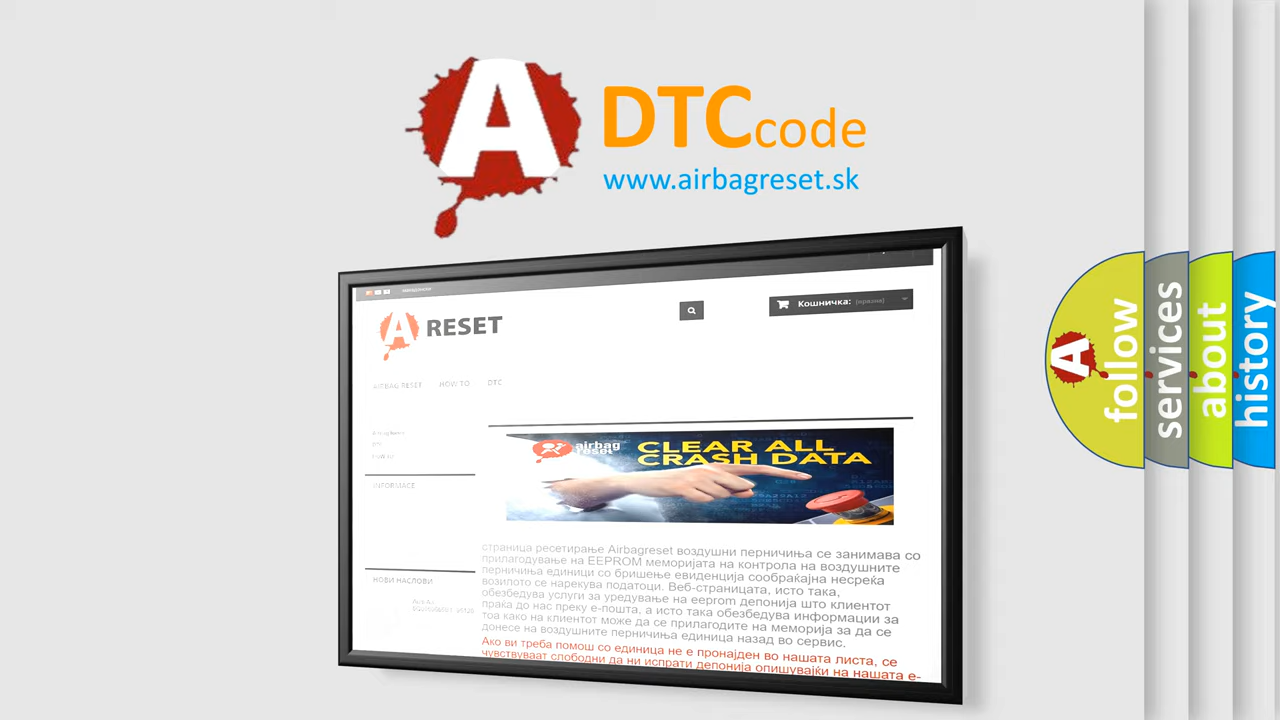 A
DTCcode
www.airbagreset.sk
A RESET
Кошничка: (празна)
AIRBAG RESET HOW TO DTC
airbag
reset
CLEAR ALL
CRASH DATA
INFORMACE
страница ресетирање Airbagreset воздушни перничиња се занимава со
прилагодување на EEPROM меморијата на контрола на воздушните
перничиња единици со бришење евиденција сообраќајна несреќа
возилото се нарекува податоци. Веб-страницата, исто така,
обезбедува услуги за уредување на eeprom депонија што клиентот
праќа до нас преку е-пошта, а исто така обезбедува информации за
тоа како на клиентот може да се прилагодите на меморија за да се
донесе на воздушните перничиња единица назад во сервис.
Ако ви треба помош со единица не е пронајден во нашата листа, се
чувствуваат слободни да ни испрати депонија опишувајќи на нашата е-
НОВИ НАСЛОВИ
A
follow
services
about
history